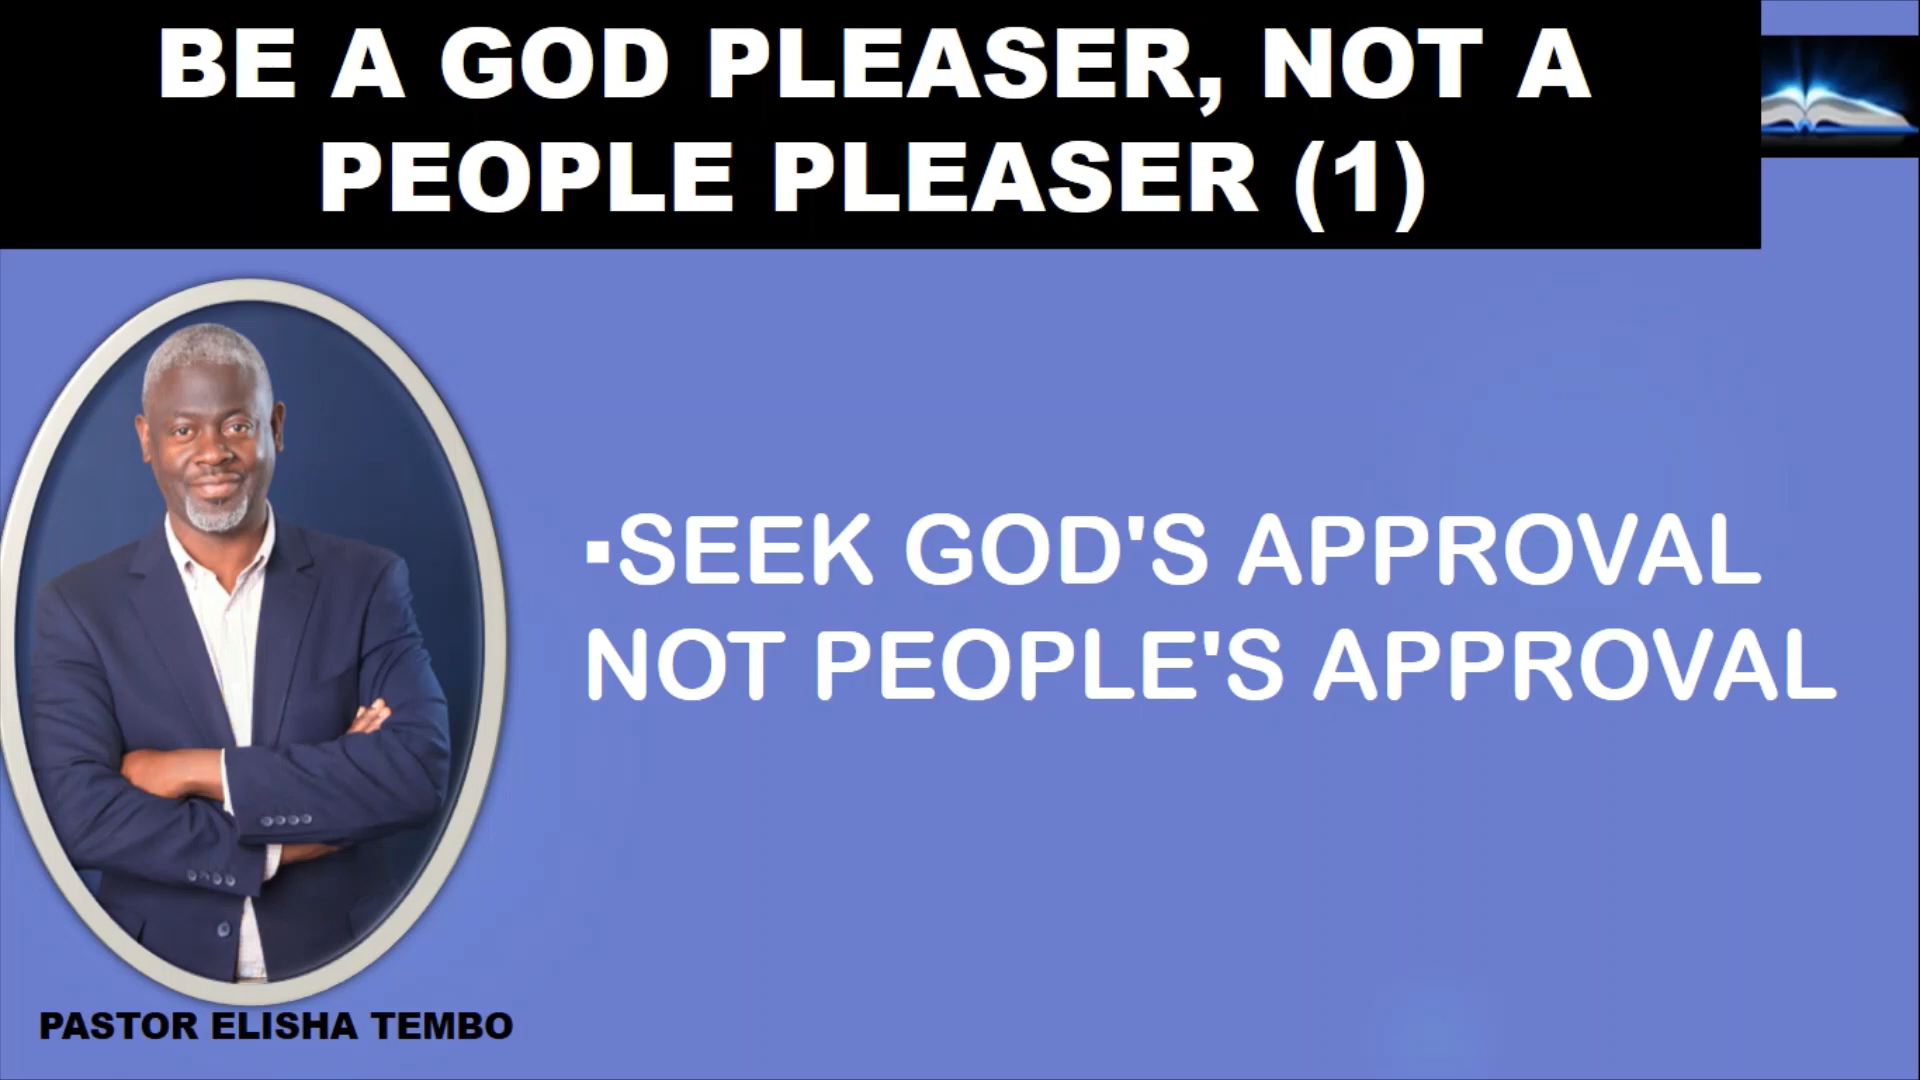 BE A GOD PLEASER, NOT A
PEOPLE PLEASER (1)
▪SEEK GOD'S APPROVAL
NOT PEOPLE'S APPROVAL
PASTOR ELISHA TEMBO